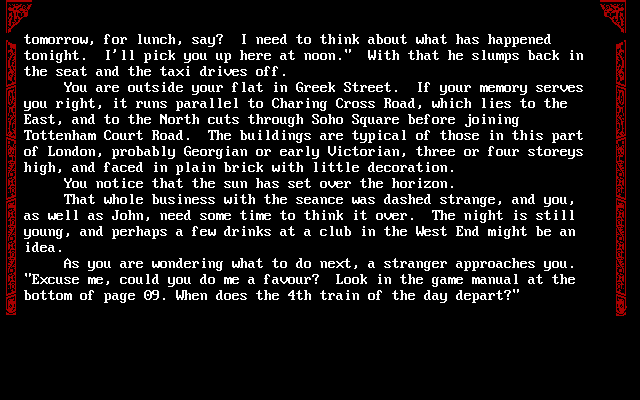 tomorrow, for lunch, say?  I need to think about what has happened
tonight.  I'll pick you up here at noon."  With that he slumps back in
the seat and the taxi drives off.
You are outside your flat in Greek Street.  If your memory serves
you right, it runs parallel to Charing Cross Road, which lies to the
East, and to the North cuts through Soho Square before joining
Tottenham Court Road.  The buildings are typical of those in this part
of London, probably Georgian or early Victorian, three or four storeys
high, and faced in plain brick with little decoration.
You notice that the sun has set over the horizon.
That whole business with the seance was dashed strange, and you,
as well as John, need some time to think it over.  The night is still
young, and perhaps a few drinks at a club in the West End might be an
idea.
As you are wondering what to do next, a stranger approaches you.
"Excuse me, could you do me a favour?  Look in the game manual at the
bottom of page 09. When does the 4th train of the day depart?"